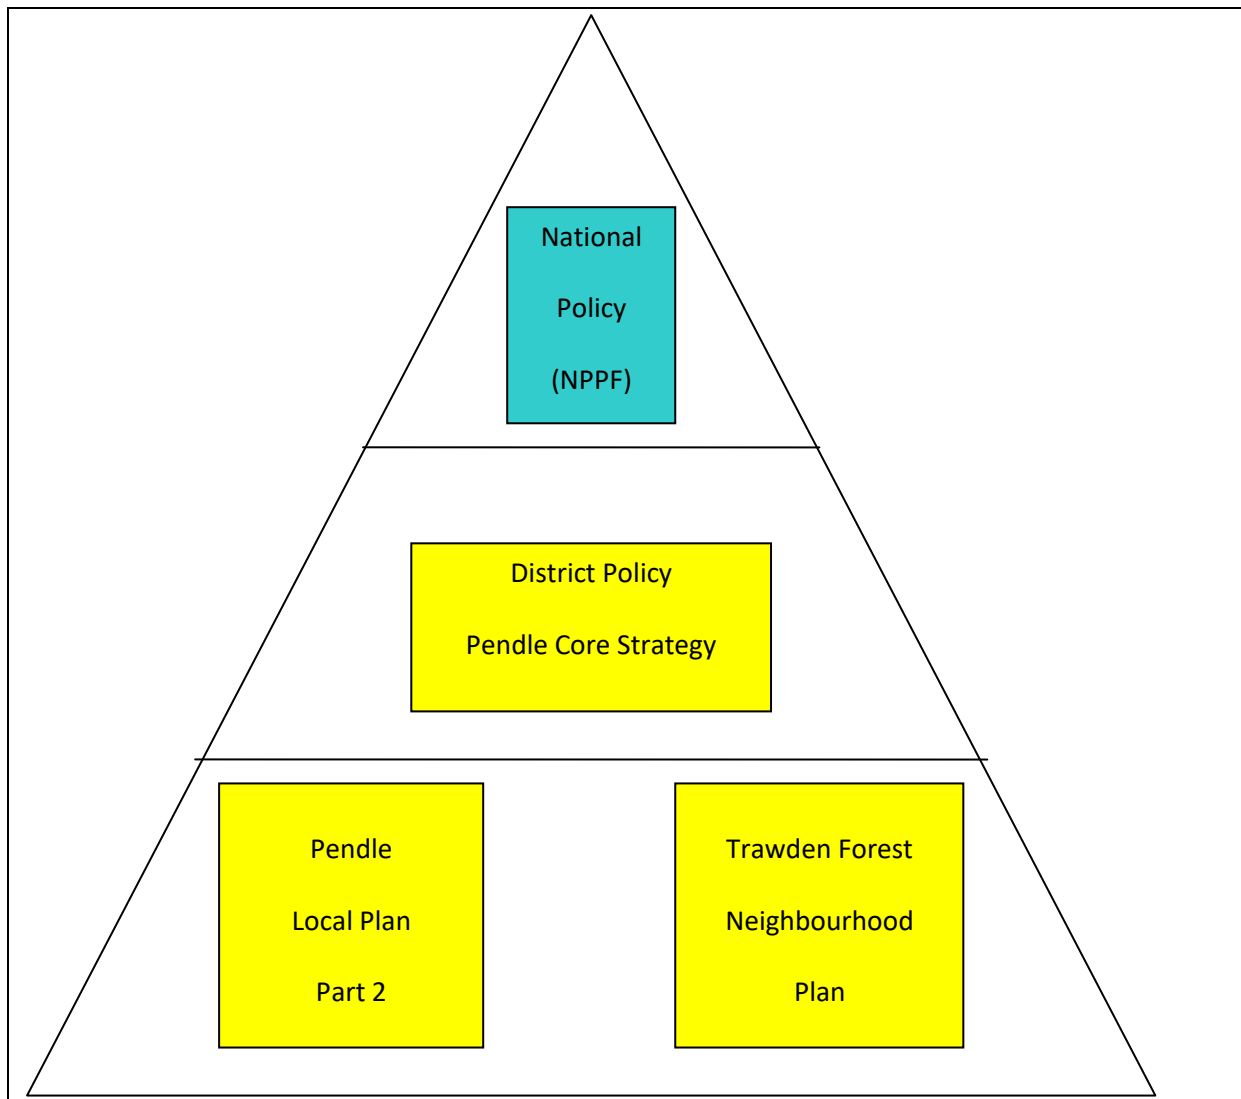 National
Policy
(NPPF)
District Policy
Pendle Core Strategy
Pendle
Local Plan
Part 2
Trawden Forest
Neighbourhood
Plan